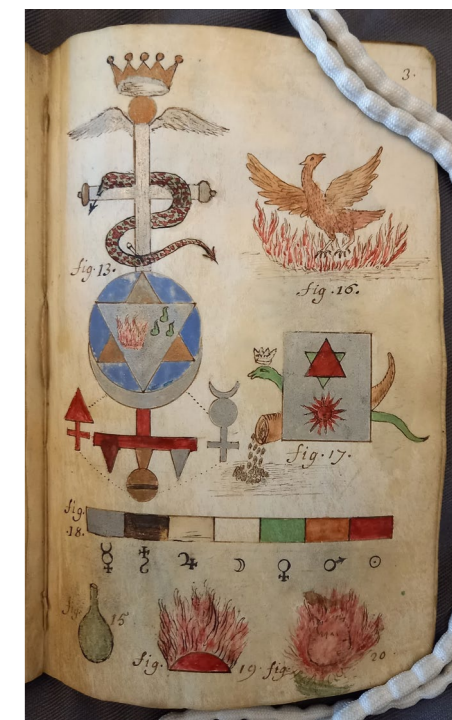 3.
fig. 13.
fig. 16.
fig. 17.
fig.
18.
☿ ♄ ♃ ☽ ♀ ♂ ☉
fig. 15
fig. 19.
fig. 20